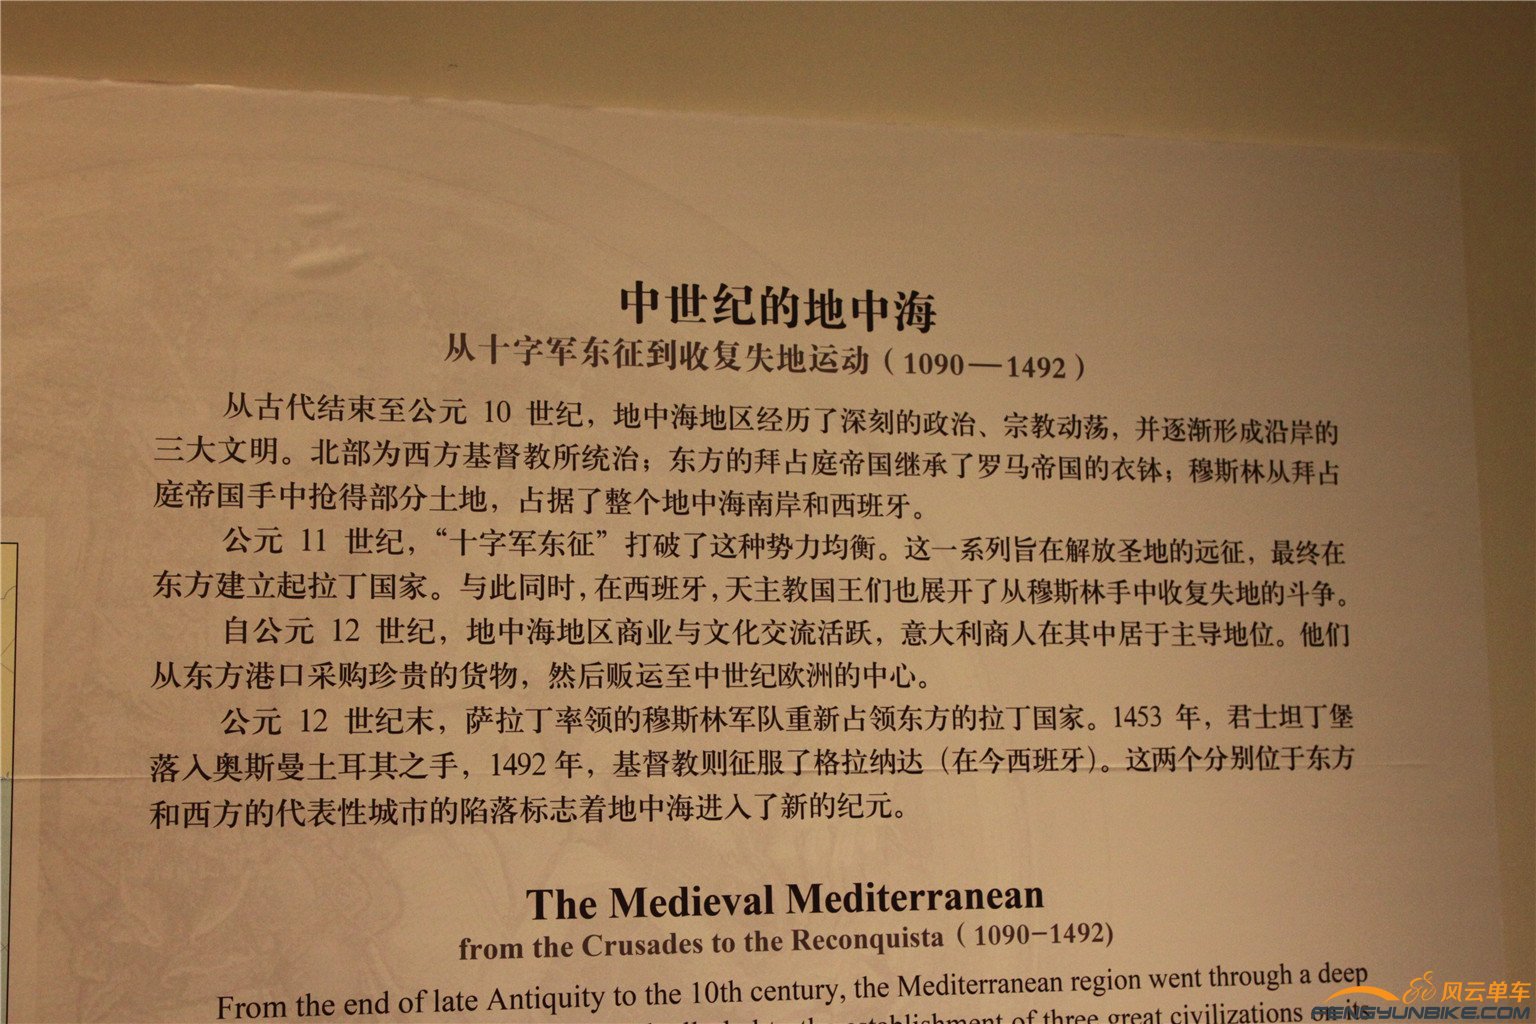 中世纪的地中海
从十字军东征到收复失地运动（1090—1492）
从古代结束至公元 10 世纪，地中海地区经历了深刻的政治、宗教动荡，并逐渐形成沿岸的
三大文明。北部为西方基督教所统治；东方的拜占庭帝国继承了罗马帝国的衣钵；穆斯林从拜占
庭帝国手中抢得部分土地，占据了整个地中海南岸和西班牙。
公元 11 世纪，“十字军东征”打破了这种势力均衡。这一系列旨在解放圣地的远征，最终在
东方建立起拉丁国家。与此同时，在西班牙，天主教国王们也展开了从穆斯林手中收复失地的斗争。
自公元 12 世纪，地中海地区商业与文化交流活跃，意大利商人在其中居于主导地位。他们
从东方港口采购珍贵的货物，然后贩运至中世纪欧洲的中心。
公元 12 世纪末，萨拉丁率领的穆斯林军队重新占领东方的拉丁国家。1453 年，君士坦丁堡
落入奥斯曼土耳其之手，1492 年，基督教则征服了格拉纳达（在今西班牙）。这两个分别位于东方
和西方的代表性城市的陷落标志着地中海进入了新的纪元。
The Medieval Mediterranean
from the Crusades to the Reconquista (1090-1492)
From the end of late Antiquity to the 10th century, the Mediterranean region went through a deep
establishment of three great civilizations on its
风云单车
FENGYUNBIKE.COM